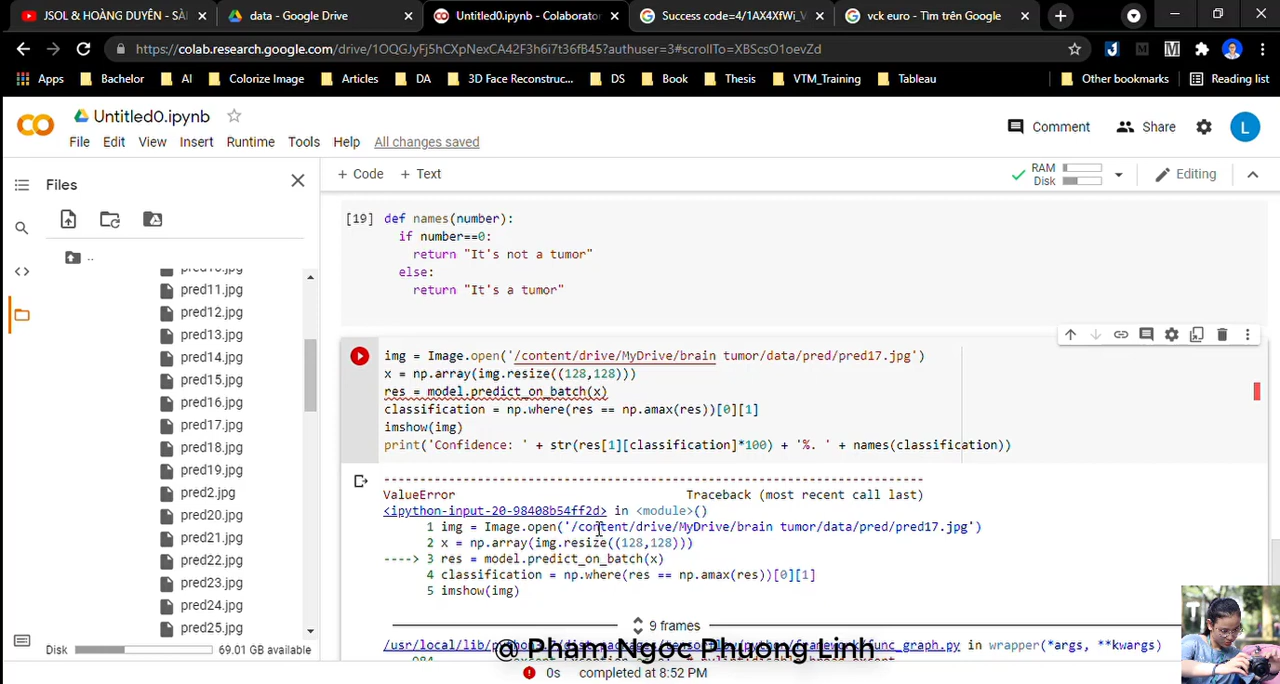 JSOL & HOÀNG DUYÊN - SÀI
data - Google Drive
Untitled0.ipynb - Colaborator
Success code=4/1AX4XfWi_V
vck euro - Tìm trên Google
https://colab.research.google.com/drive/1OQGJyFj5hCXpNexCA42F3h6i7t36fB45?authuser=3#scrollTo=XBScsO1oevZd
Apps
Bachelor
AI
Colorize Image
Articles
DA
3D Face Reconstruc...
DS
Book
Thesis
VTM_Training
Tableau
Other bookmarks
Reading list
CO
Untitled0.ipynb
Comment
Share
L
File Edit View Insert Runtime Tools Help All changes saved
Files
+ Code + Text
RAM
Disk
Editing
..
pred11.jpg
pred12.jpg
pred13.jpg
pred14.jpg
pred15.jpg
pred16.jpg
pred17.jpg
pred18.jpg
pred19.jpg
pred2.jpg
pred20.jpg
pred21.jpg
pred22.jpg
pred23.jpg
pred24.jpg
pred25.jpg
Disk 69.01 GB available
[19] def names(number):
if number==0:
return "It's not a tumor"
else:
return "It's a tumor"
img = Image.open('/content/drive/MyDrive/brain tumor/data/pred/pred17.jpg')
x = np.array(img.resize((128,128)))
res = model.predict_on_batch(x)
classification = np.where(res == np.amax(res))[0][1]
imshow(img)
print('Confidence: ' + str(res[1][classification]*100) + '%. ' + names(classification))
---------------------------------------------------------------------------
ValueError Traceback (most recent call last)
<ipython-input-20-98408b54ff2d> in <module>()
1 img = Image.open('/content/drive/MyDrive/brain tumor/data/pred/pred17.jpg')
2 x = np.array(img.resize((128,128)))
----> 3 res = model.predict_on_batch(x)
4 classification = np.where(res == np.amax(res))[0][1]
5 imshow(img)
9 frames
in wrapper(*args, **kwargs)
@ Phạm Ngọc Phương Linh
0s completed at 8:52 PM